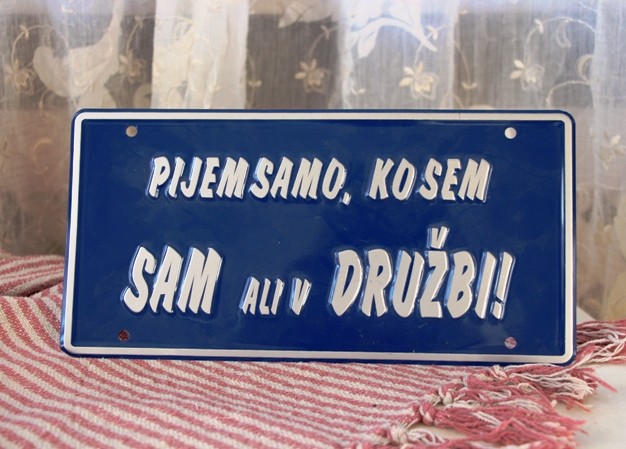 PIJEM SAMO, KO SEM
SAM ALI V DRUŽBI!